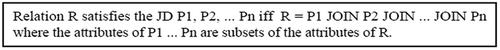 Relation R satisfies the JD P1, P2, ... Pn iff R = P1 JOIN P2 JOIN ... JOIN Pn
where the attributes of P1 ... Pn are subsets of the attributes of R.